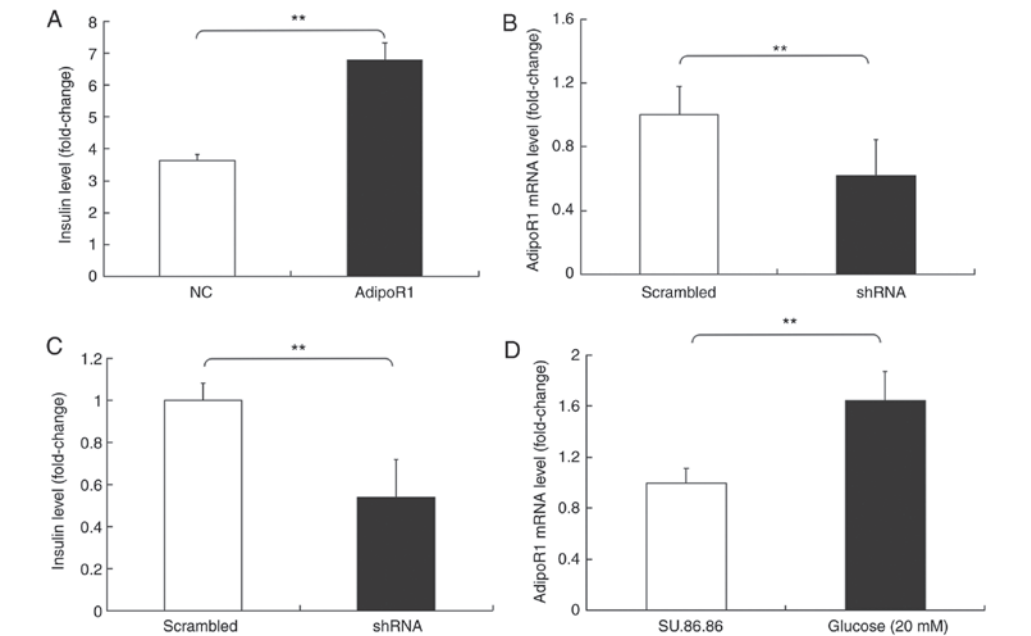 A
**
Insulin level (fold-change)
8
7
6
5
4
3
2
1
0
NC
AdipoR1
B
**
AdipoR1 mRNA level (fold-change)
1.6
1.2
0.8
0.4
0
Scrambled
shRNA
C
**
Insulin level (fold-change)
1.2
1
0.8
0.6
0.4
0.2
0
Scrambled
shRNA
D
**
AdipoR1 mRNA level (fold-change)
2
1.6
1.2
0.8
0.4
0
SU.86.86
Glucose (20 mM)